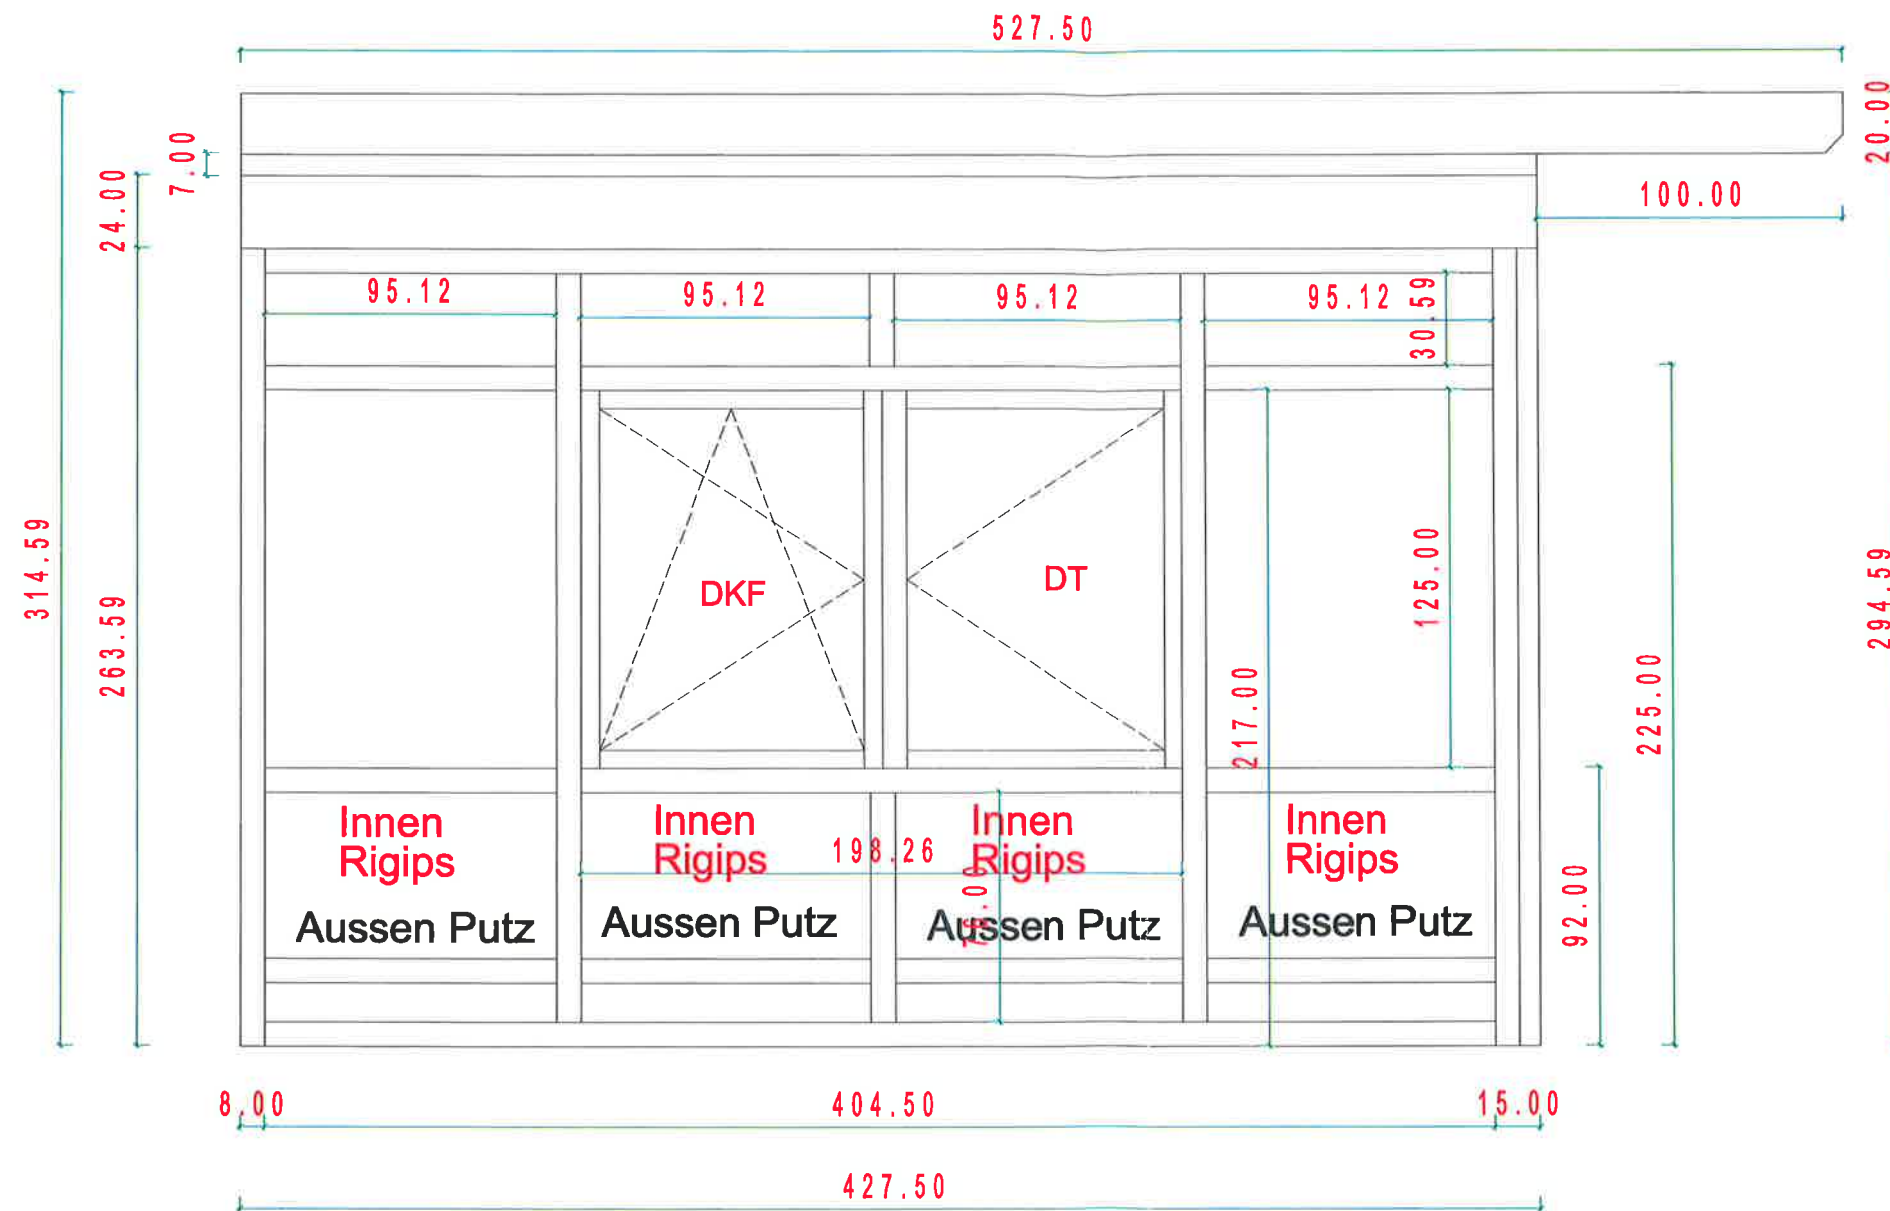 527.50
20.00
7.00
24.00
100.00
95.12
95.12
95.12
95.12
30.59
314.59
263.59
DKF
DT
125.00
294.59
217.00
225.00
Innen
Rigips
Innen
Rigips
198.26
Innen
Rigips
Innen
Rigips
76.00
92.00
Aussen Putz
Aussen Putz
Aussen Putz
Aussen Putz
8.00
404.50
15.00
427.50